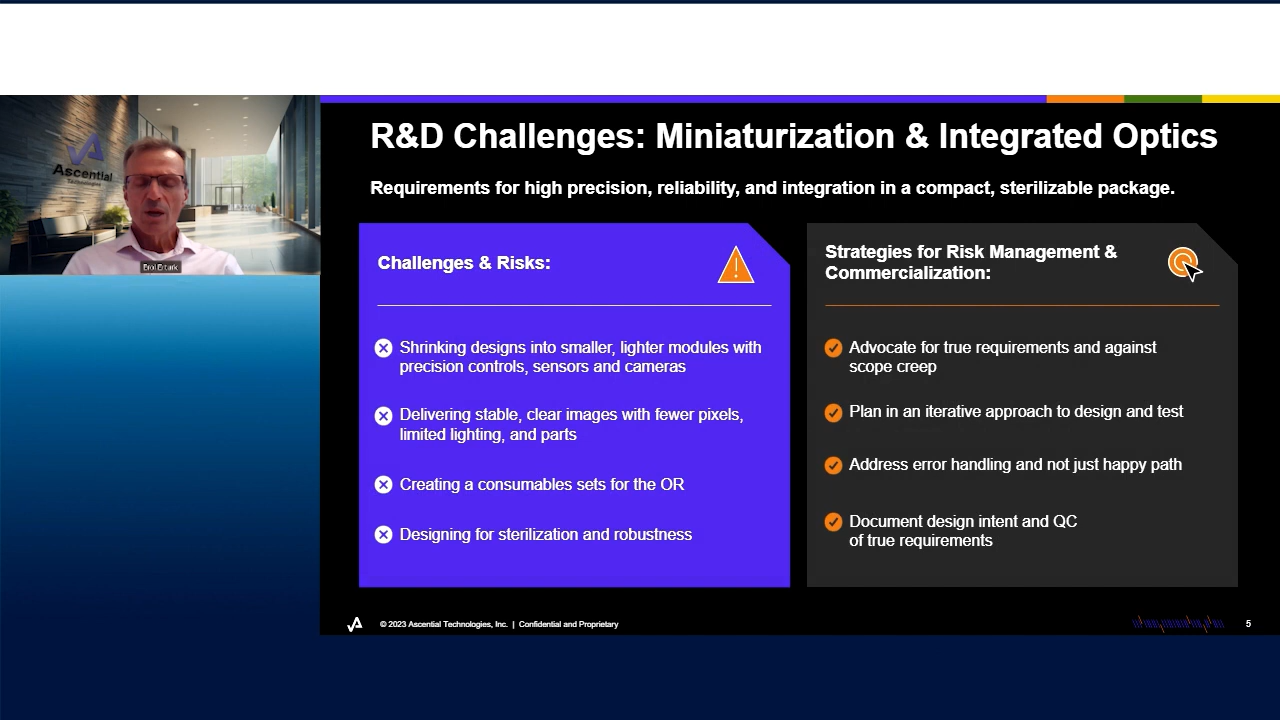 R&D Challenges: Miniaturization & Integrated Optics
Requirements for high precision, reliability, and integration in a compact, sterilizable package.
Ascential
Technologies
Erol Erturk
Challenges & Risks:
Shrinking designs into smaller, lighter modules with
precision controls, sensors and cameras
Delivering stable, clear images with fewer pixels,
limited lighting, and parts
Creating a consumables sets for the OR
Designing for sterilization and robustness
Strategies for Risk Management &
Commercialization:
Advocate for true requirements and against
scope creep
Plan in an iterative approach to design and test
Address error handling and not just happy path
Document design intent and QC
of true requirements
© 2023 Ascential Technologies, Inc. | Confidential and Proprietary
5